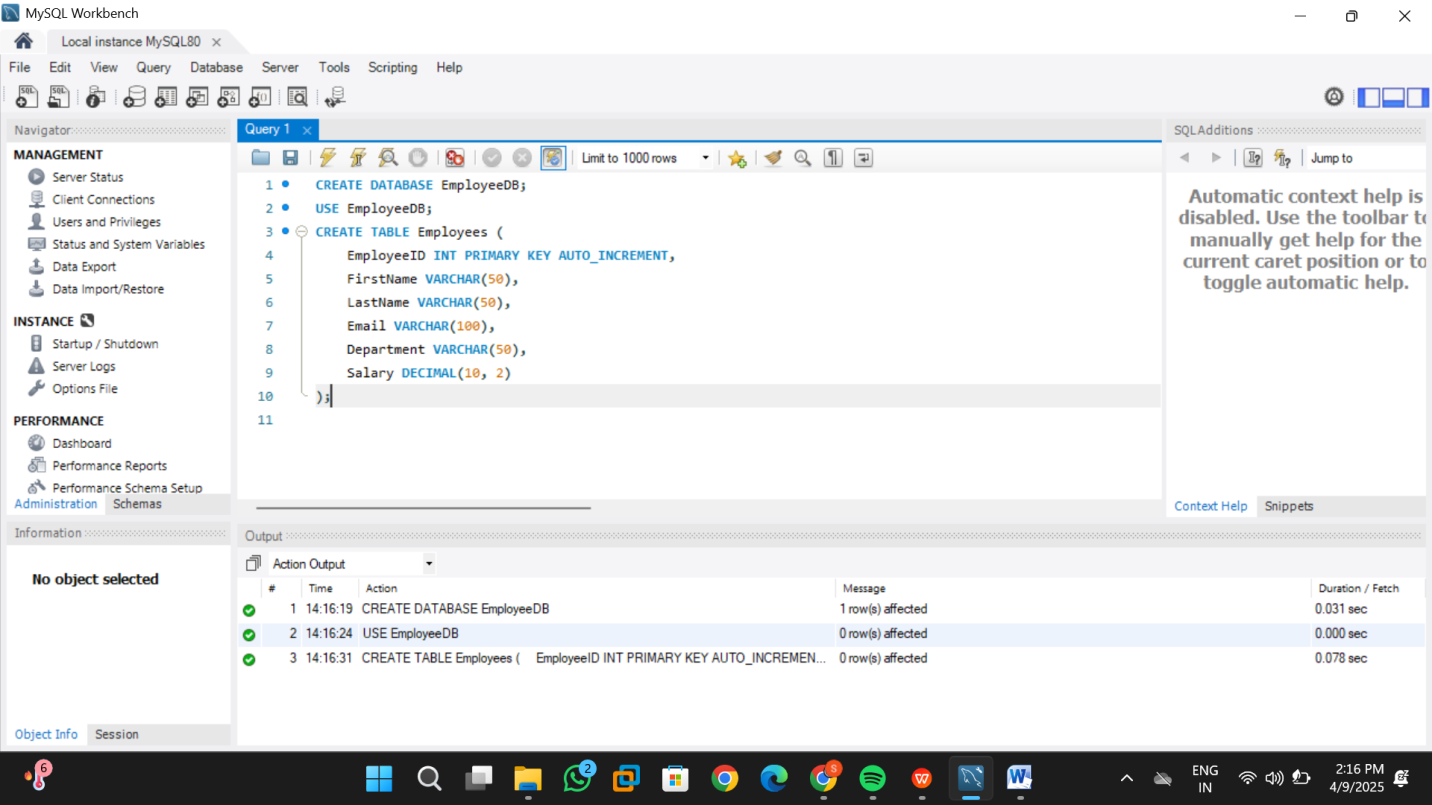 MySQL Workbench
Local instance MySQL80
File Edit View Query Database Server Tools Scripting Help
Navigator
MANAGEMENT
Server Status
Client Connections
Users and Privileges
Status and System Variables
Data Export
Data Import/Restore
INSTANCE
Startup / Shutdown
Server Logs
Options File
PERFORMANCE
Dashboard
Performance Reports
Performance Schema Setup
Administration Schemas
Information
No object selected
Object Info Session
Query 1
Limit to 1000 rows
1 CREATE DATABASE EmployeeDB;
2 USE EmployeeDB;
3 CREATE TABLE Employees (
4 EmployeeID INT PRIMARY KEY AUTO_INCREMENT,
5 FirstName VARCHAR(50),
6 LastName VARCHAR(50),
7 Email VARCHAR(100),
8 Department VARCHAR(50),
9 Salary DECIMAL(10, 2)
10 );
11
SQLAdditions
Jump to
Automatic context help is
disabled. Use the toolbar to
manually get help for the
current caret position or to
toggle automatic help.
Context Help Snippets
Output
Action Output
# Time Action Message Duration / Fetch
1 14:16:19 CREATE DATABASE EmployeeDB 1 row(s) affected 0.031 sec
2 14:16:24 USE EmployeeDB 0 row(s) affected 0.000 sec
3 14:16:31 CREATE TABLE Employees ( EmployeeID INT PRIMARY KEY AUTO_INCREMEN... 0 row(s) affected 0.078 sec
6
2
S
W
ENG
IN
2:16 PM
4/9/2025